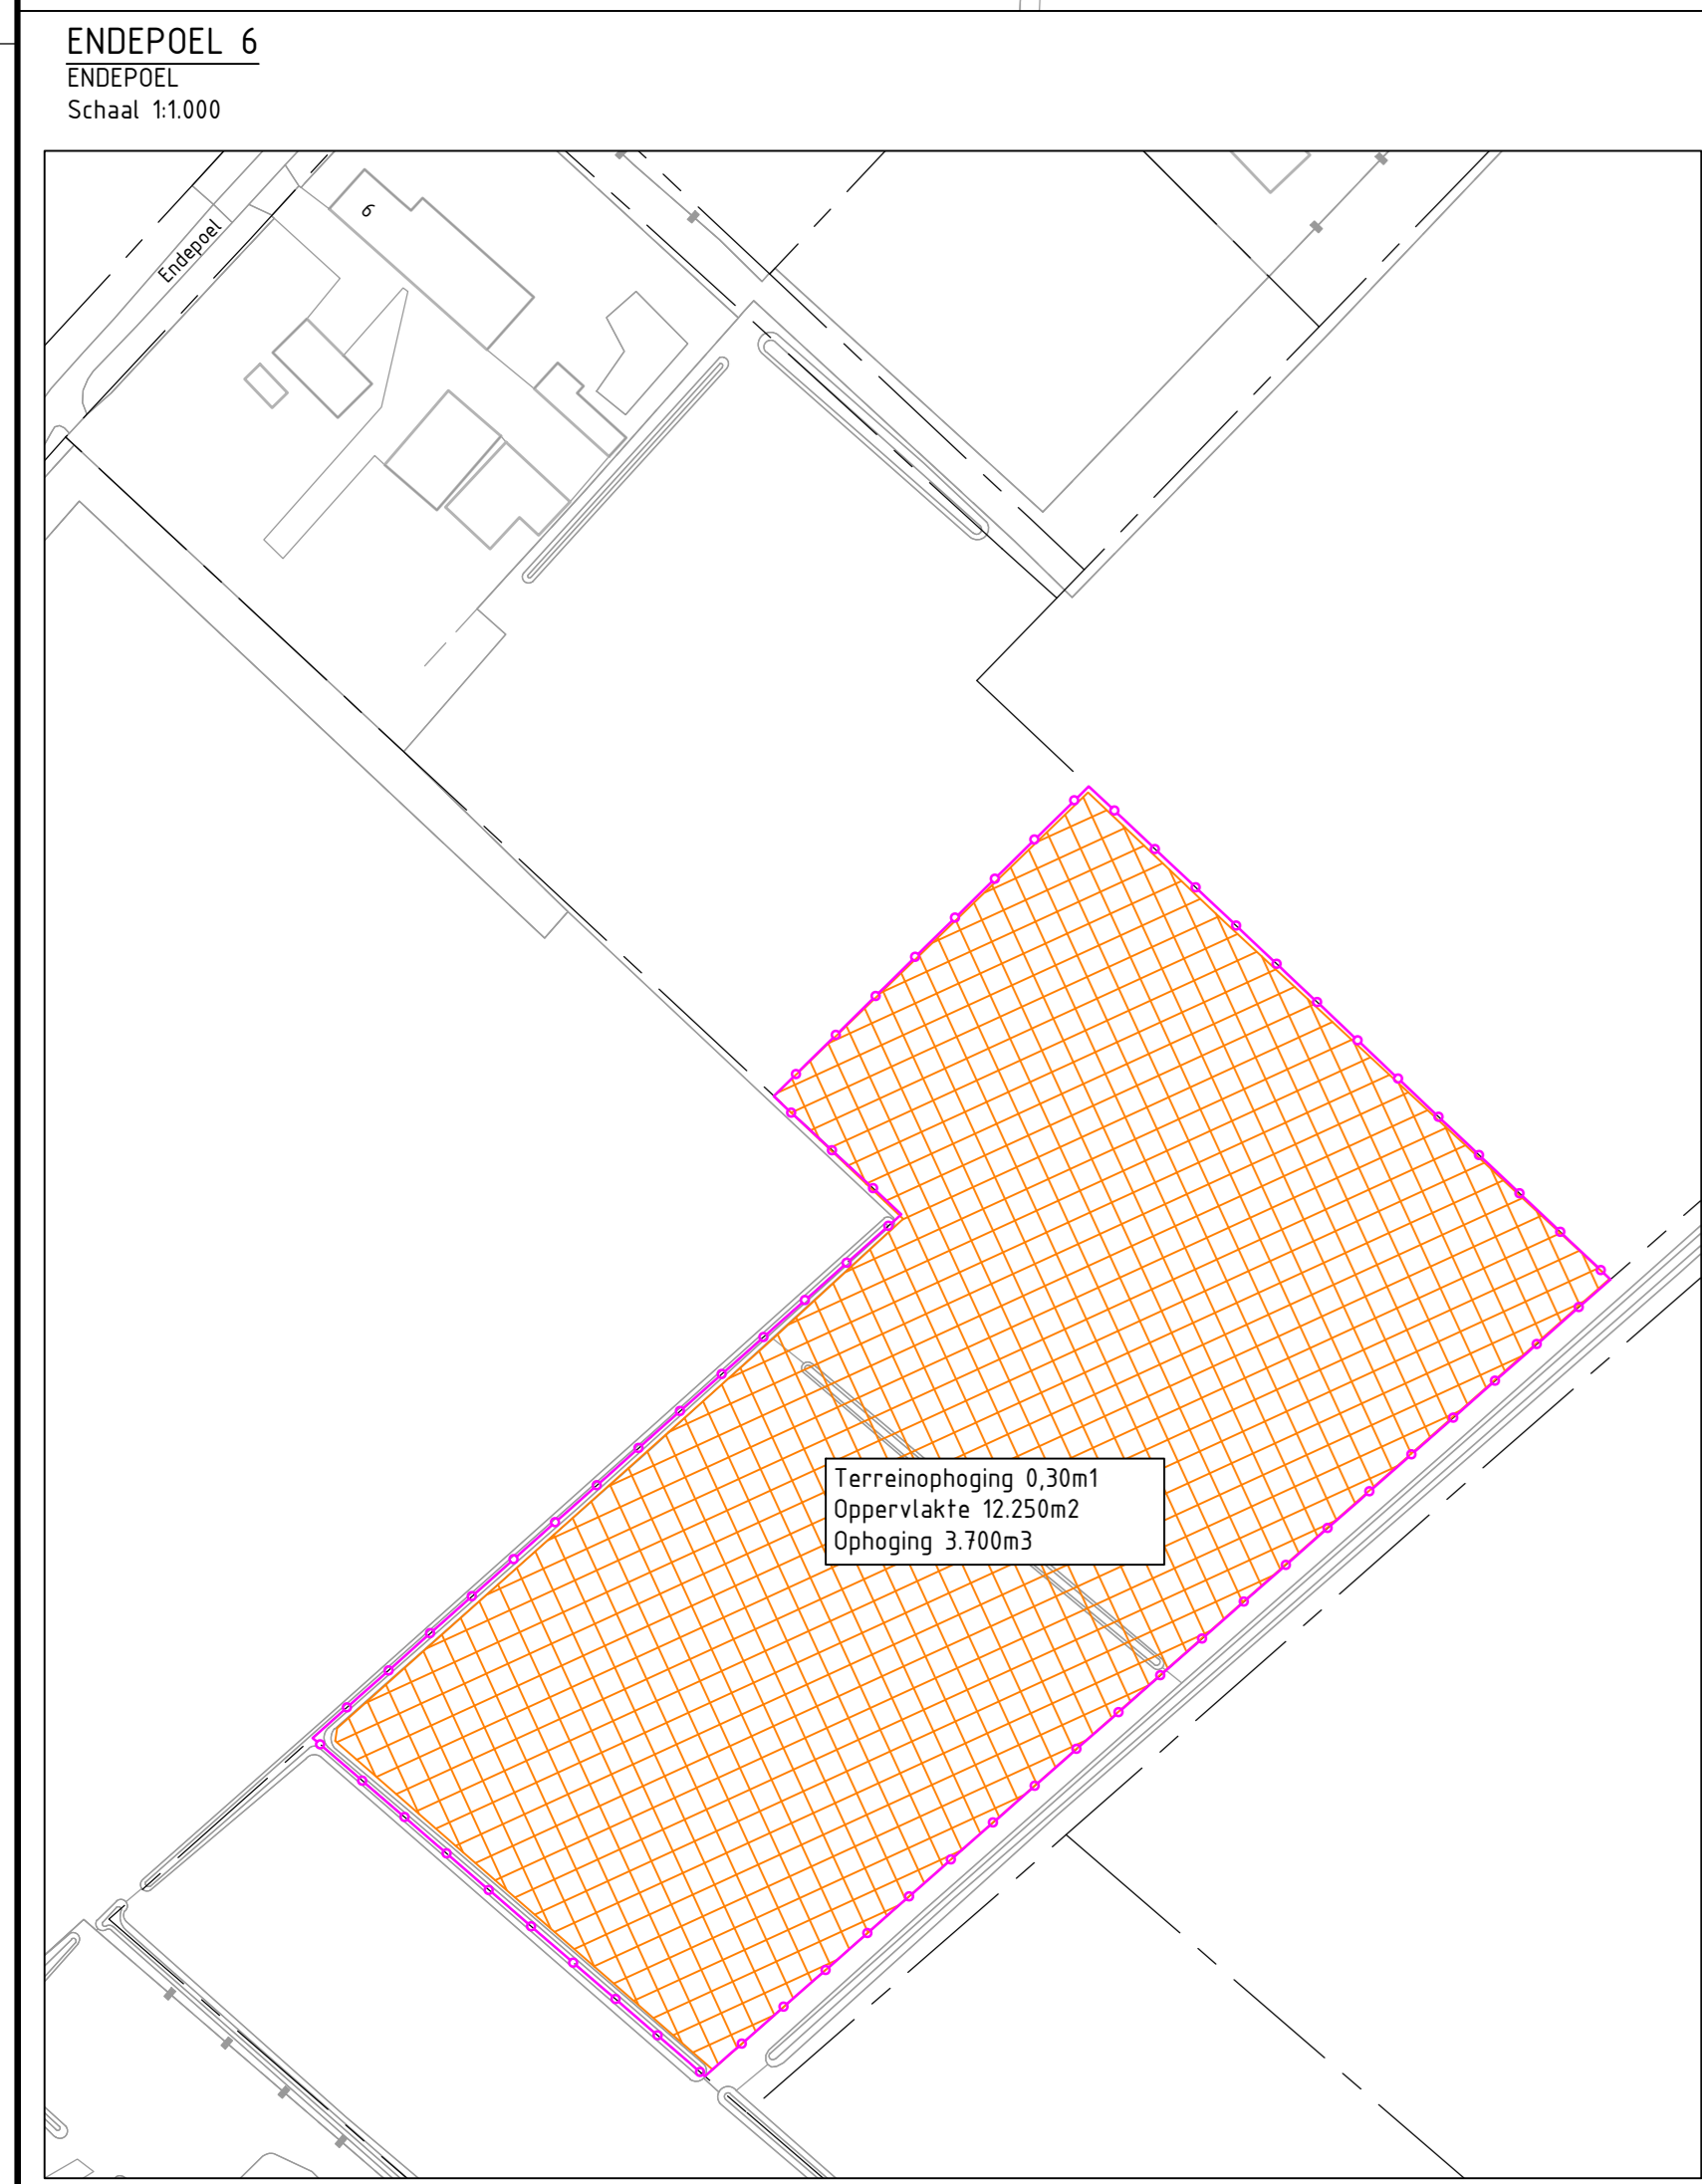 ENDEPOEL 6
ENDEPOEL
Schaal 1:1.000
6
Endepoel
Terreinophoging 0,30m1
Oppervlakte 12.250m2
Ophoging 3.700m3